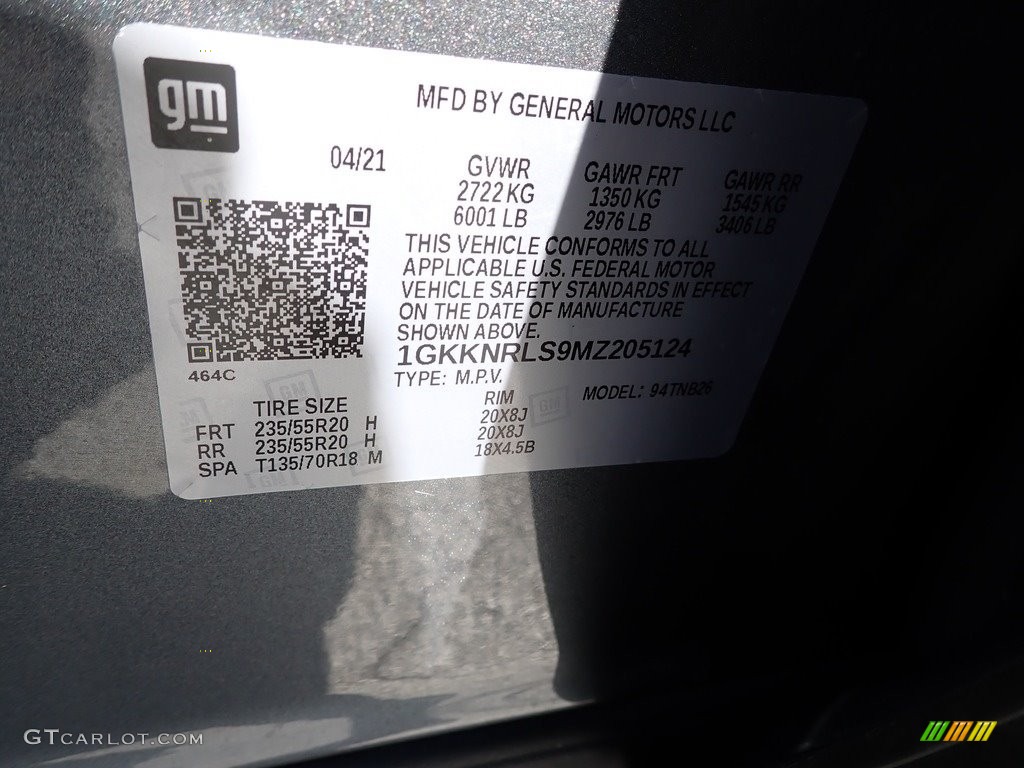 gm
MFD BY GENERAL MOTORS LLC
04/21
GVWR GAWR FRT GAWR RR
2722 KG 1350 KG 1545 KG
6001 LB 2976 LB 3406 LB
THIS VEHICLE CONFORMS TO ALL
APPLICABLE U.S. FEDERAL MOTOR
VEHICLE SAFETY STANDARDS IN EFFECT
ON THE DATE OF MANUFACTURE
SHOWN ABOVE.
1GKKNRLS9MZ205124
464C
TYPE: M.P.V. MODEL: 94TNB26
TIRE SIZE RIM
FRT 235/55R20 H 20X8J
RR 235/55R20 H 20X8J
SPA T135/70R18 M 18X4.5B
GM
GM
GTCARLOT.COM